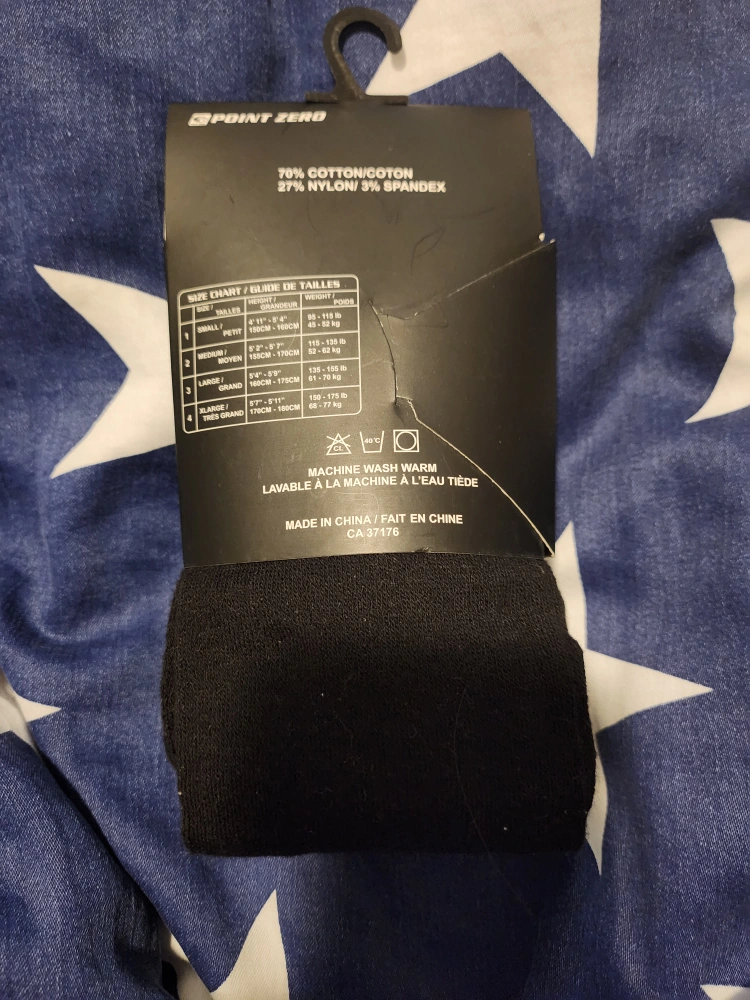 POINT ZERO
70% COTTON/COTON
27% NYLON/ 3% SPANDEX
SIZE CHART / GUIDE DE TAILLES
SIZE / TAILLES HEIGHT / GRANDEUR WEIGHT / POIDS
1 SMALL / PETIT 4' 11" - 5' 4" 150CM - 160CM 95 - 115 lb 45 - 52 kg
2 MEDIUM / MOYEN 5' 2" - 5' 7" 155CM - 170CM 115 - 135 lb 52 - 62 kg
3 LARGE / GRAND 5'4" - 5'9" 160CM - 175CM 135 - 155 lb 61 - 70 kg
4 XLARGE / TRÈS GRAND 5'7" - 5'11" 170CM - 180CM 150 - 175 lb 68 - 77 kg
CL 40°C
MACHINE WASH WARM
LAVABLE À LA MACHINE À L'EAU TIÈDE
MADE IN CHINA / FAIT EN CHINE
CA 37176